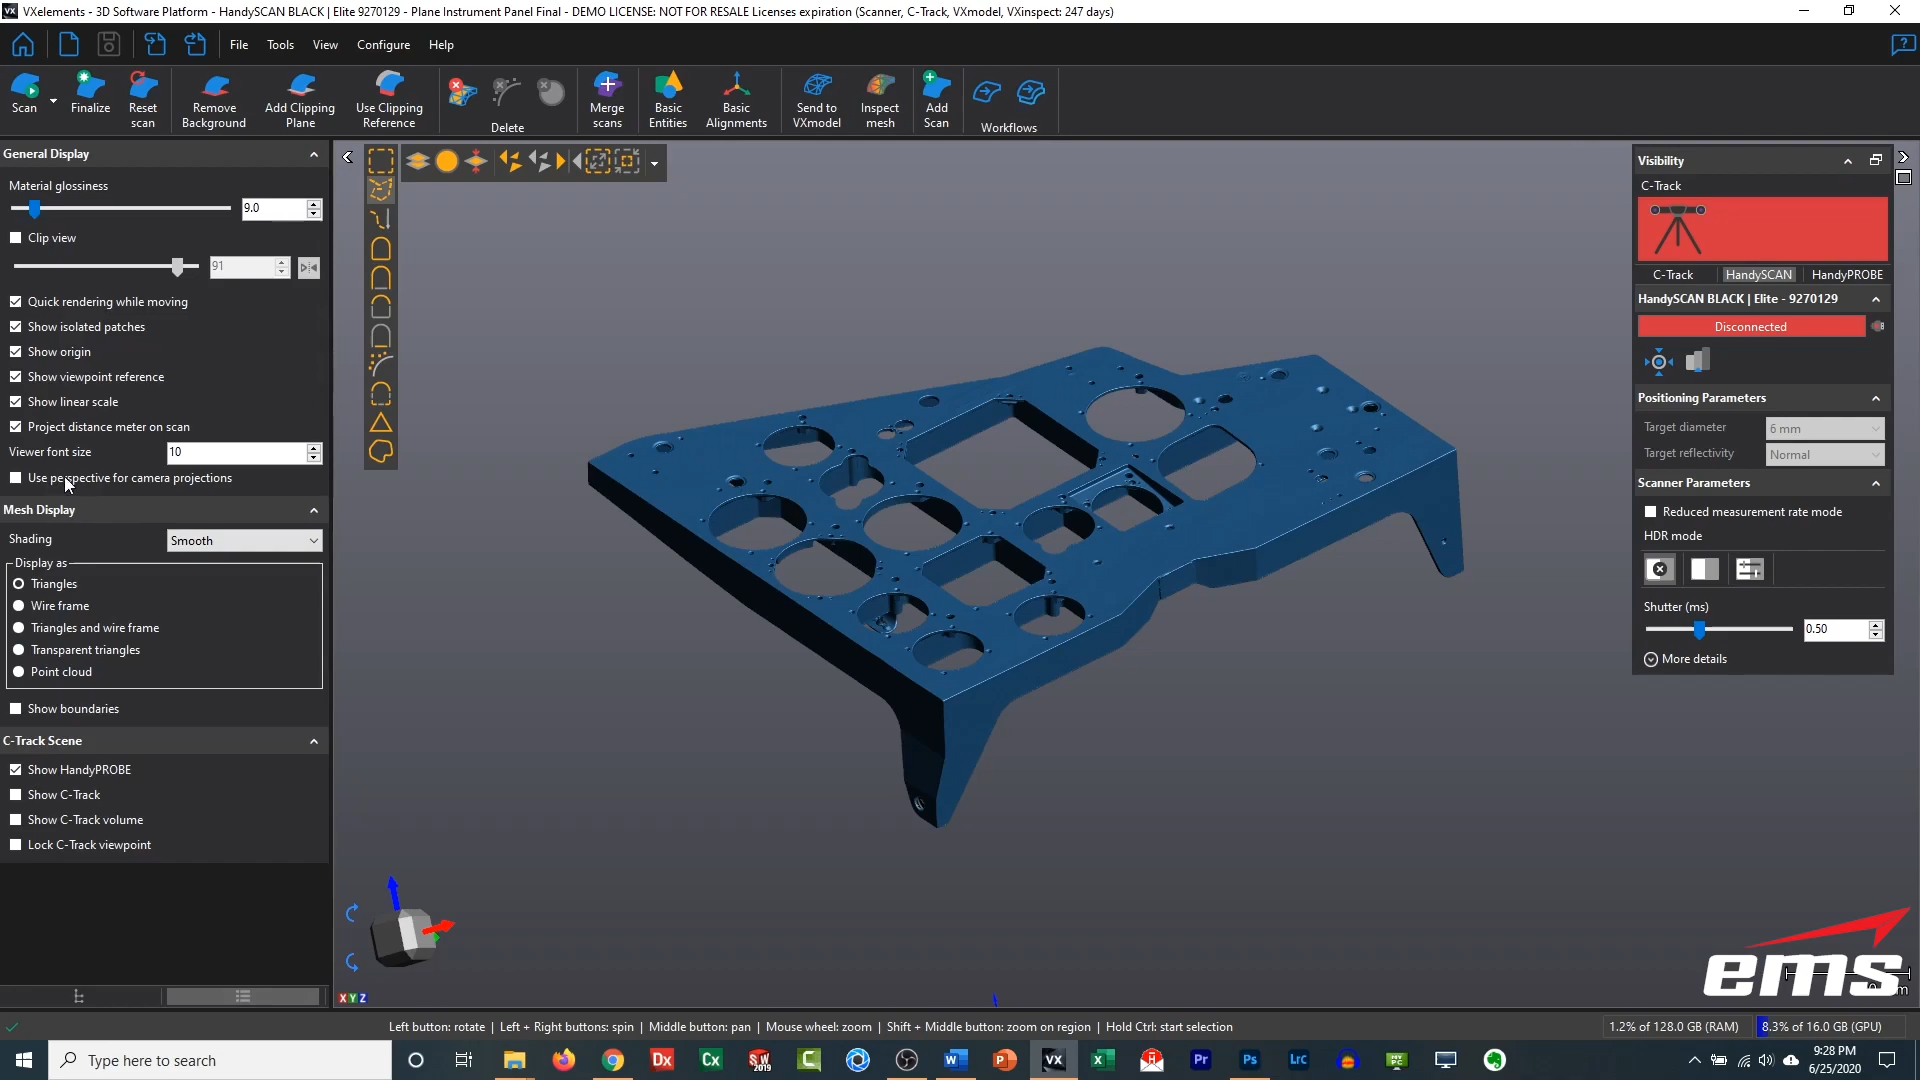 VX VXelements - 3D Software Platform - HandySCAN BLACK | Elite 9270129 - Plane Instrument Panel Final - DEMO LICENSE: NOT FOR RESALE Licenses expiration (Scanner, C-Track, VXmodel, VXinspect: 247 days)
File Tools View Configure Help
Scan Finalize Reset scan Remove Background Add Clipping Plane Use Clipping Reference Delete Merge scans Basic Entities Basic Alignments Send to VXmodel Inspect mesh Add Scan Workflows
General Display
Material glossiness
9.0
Clip view
91
Quick rendering while moving
Show isolated patches
Show origin
Show viewpoint reference
Show linear scale
Project distance meter on scan
Viewer font size 10
Use perspective for camera projections
Mesh Display
Shading Smooth
Display as
Triangles
Wire frame
Triangles and wire frame
Transparent triangles
Point cloud
Show boundaries
C-Track Scene
Show HandyPROBE
Show C-Track
Show C-Track volume
Lock C-Track viewpoint
X Y Z
Visibility
C-Track
C-Track HandySCAN HandyPROBE
HandySCAN BLACK | Elite - 9270129
Disconnected
Positioning Parameters
Target diameter 6 mm
Target reflectivity Normal
Scanner Parameters
Reduced measurement rate mode
HDR mode
Shutter (ms)
0.50
More details
ems
Left button: rotate | Left + Right buttons: spin | Middle button: pan | Mouse wheel: zoom | Shift + Middle button: zoom on region | Hold Ctrl: start selection
1.2% of 128.0 GB (RAM) 8.3% of 16.0 GB (GPU)
Type here to search
Dx Cx SW 2019 C W P VX X Pr Ps Lrc
9:28 PM
6/25/2020